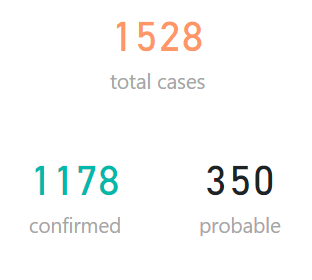 1528
total cases
1178 350
confirmed probable